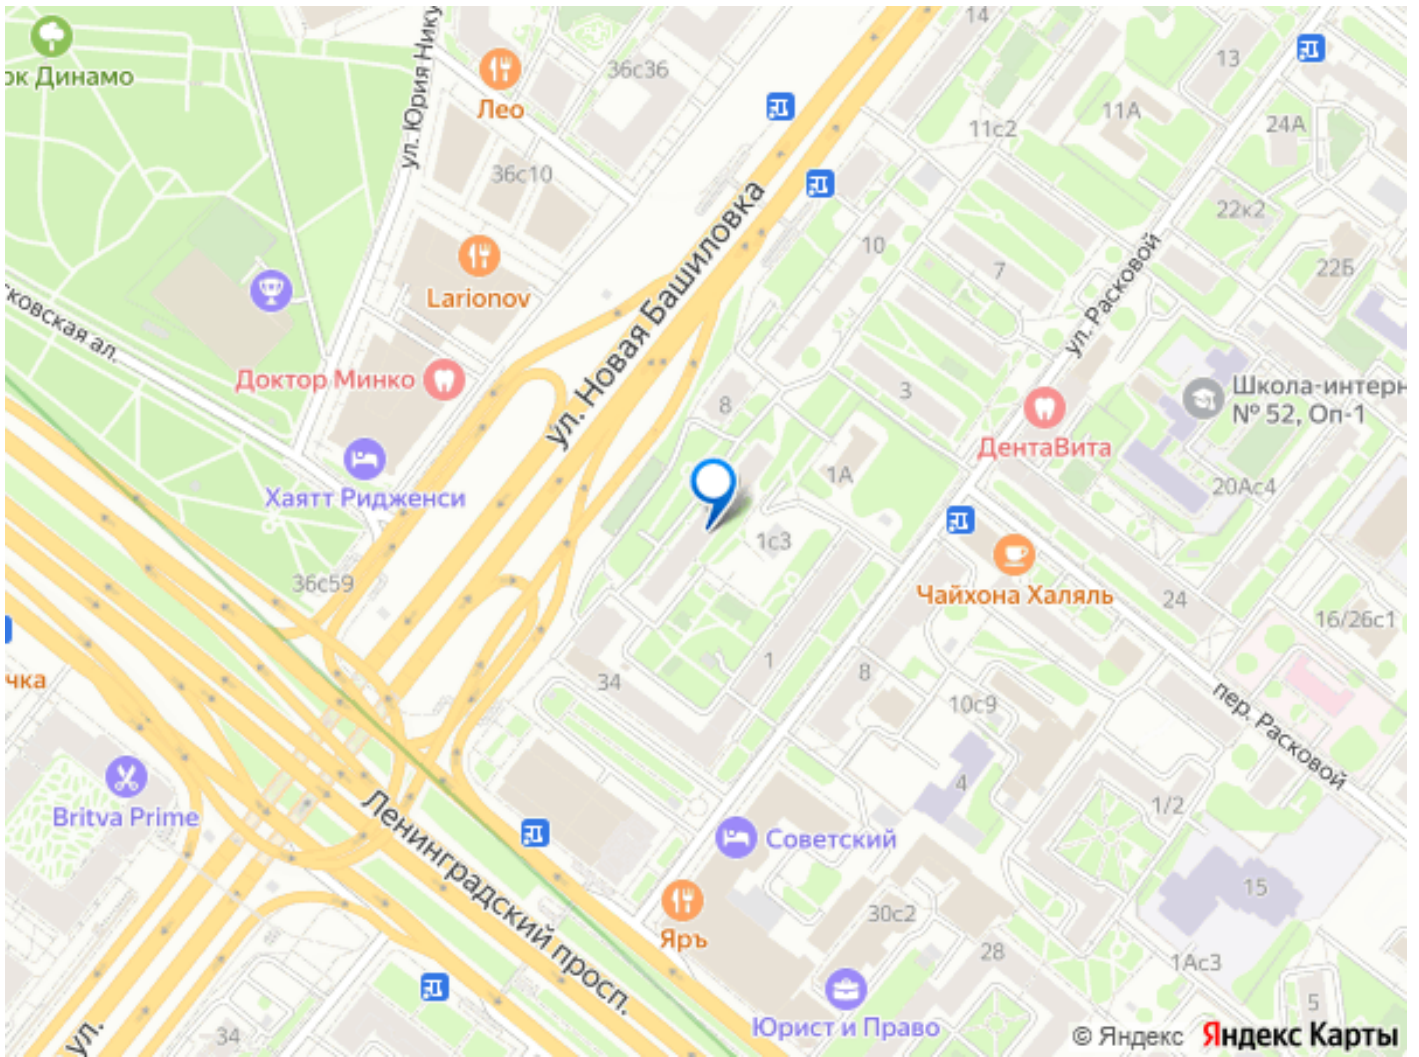 14
13
36с36
ок Динамо
ул. Юрия Нику
Лео
11А
11с2
24А
36с10
ул. Новая Башиловка
22к2
10
7
22Б
ул. Расковой
Larionov
ковская ал.
Доктор Минко
3
8
Школа-интерн
№ 52, Оп-1
ДентаВита
1А
20Ас4
Хаятт Ридженси
1с3
36с59
Чайхона Халяль
24
16/26с1
чка
34
1
8
10с9
пер. Расковой
4
1/2
Britva Prime
Ленинградский просп.
Советский
15
30с2
Яръ
28
1Ас3
5
Юрист и Право
34
ул.
© Яндекс Яндекс Карты